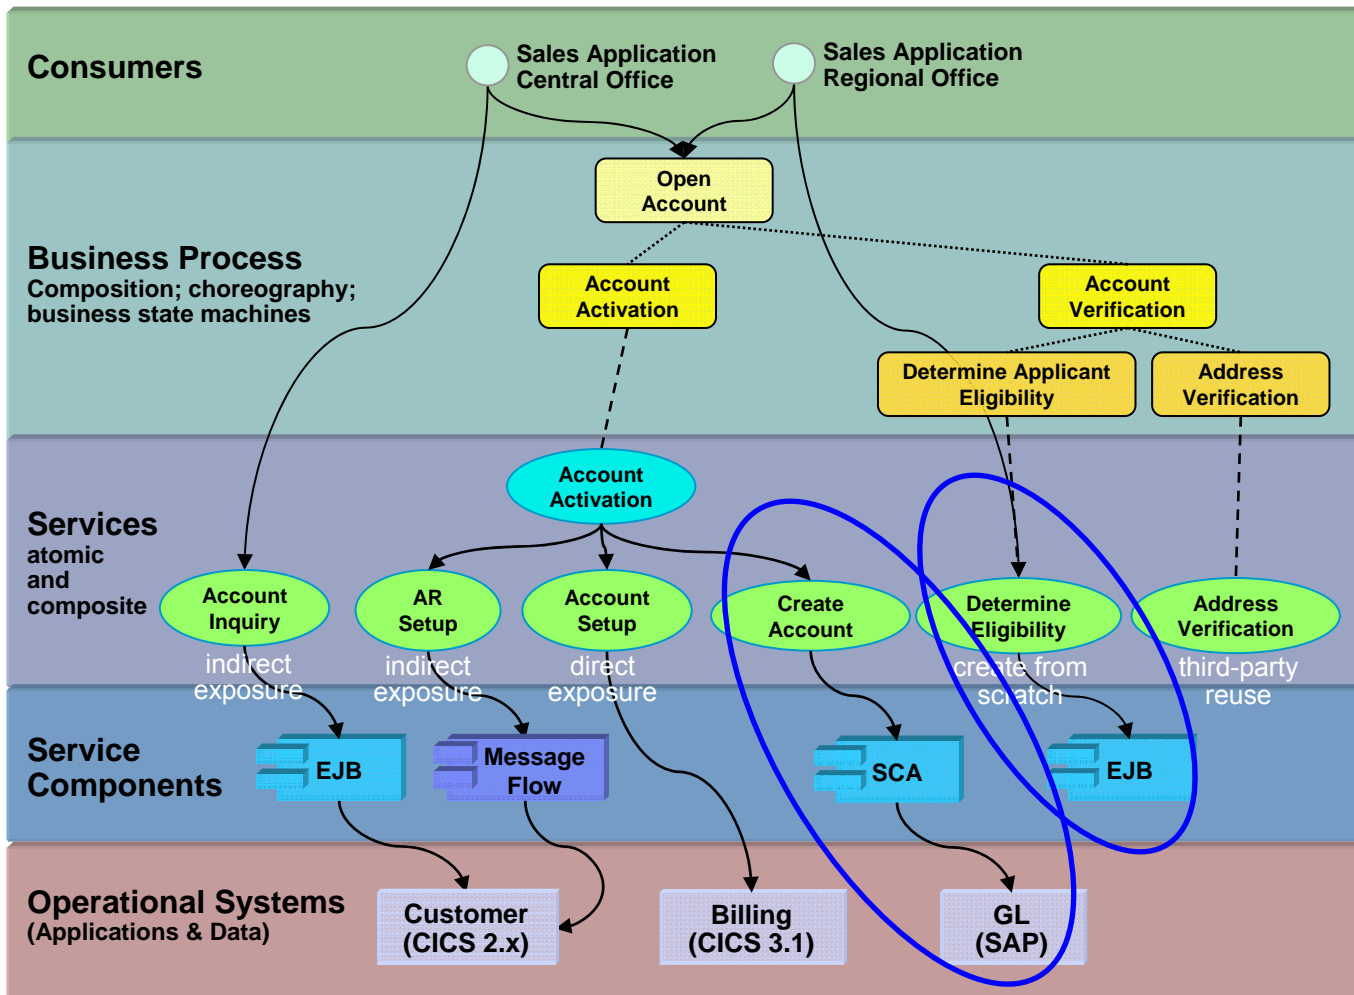 Consumers
Sales Application
Central Office
Sales Application
Regional Office
Open
Account
Business Process
Composition; choreography;
business state machines
Account
Activation
Account
Verification
Determine Applicant
Eligibility
Address
Verification
Services
atomic
and
composite
Account
Activation
Account
Inquiry
indirect
exposure
AR
Setup
indirect
exposure
Account
Setup
direct
exposure
Create
Account
Determine
Eligibility
create from
scratch
Address
Verification
third-party
reuse
Service
Components
EJB
Message
Flow
SCA
EJB
Operational Systems
(Applications & Data)
Customer
(CICS 2.x)
Billing
(CICS 3.1)
GL
(SAP)